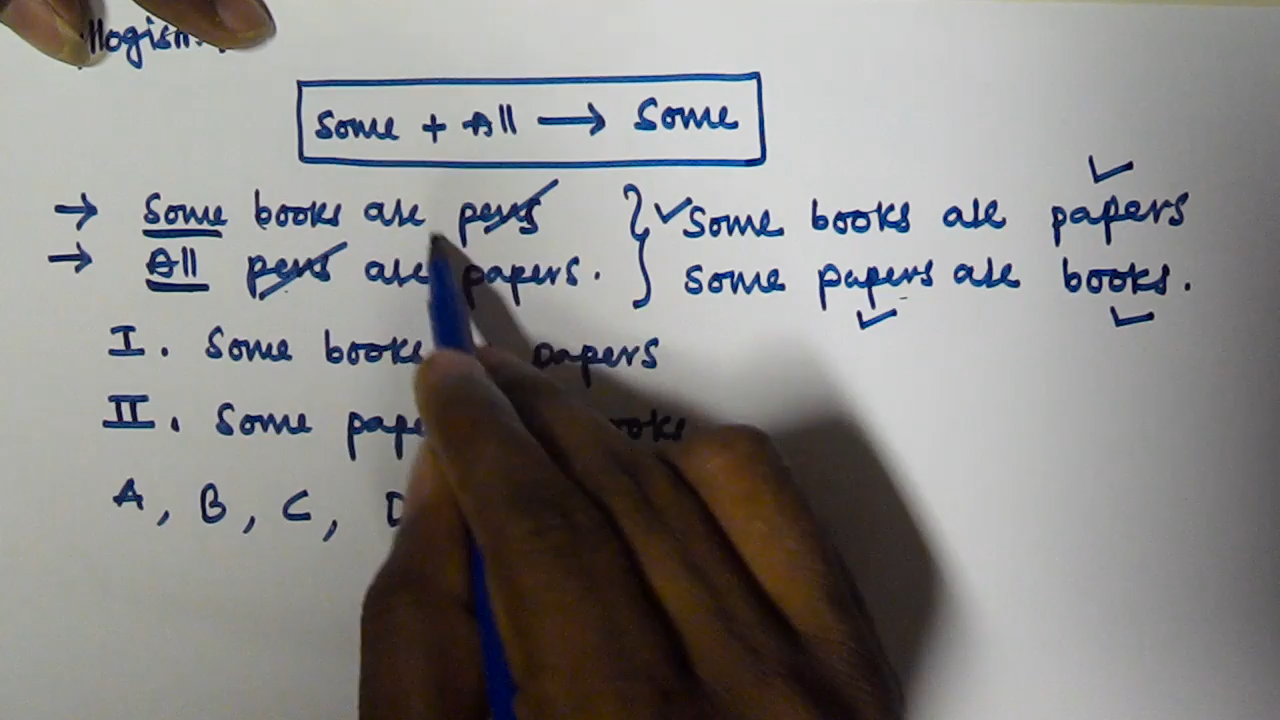 Some + All → Some
→ Some books are pens } ✓ Some books are papers ✓
→ All pens are papers. } Some papers are books.
I. Some books papers
II. Some
A, B, C, D